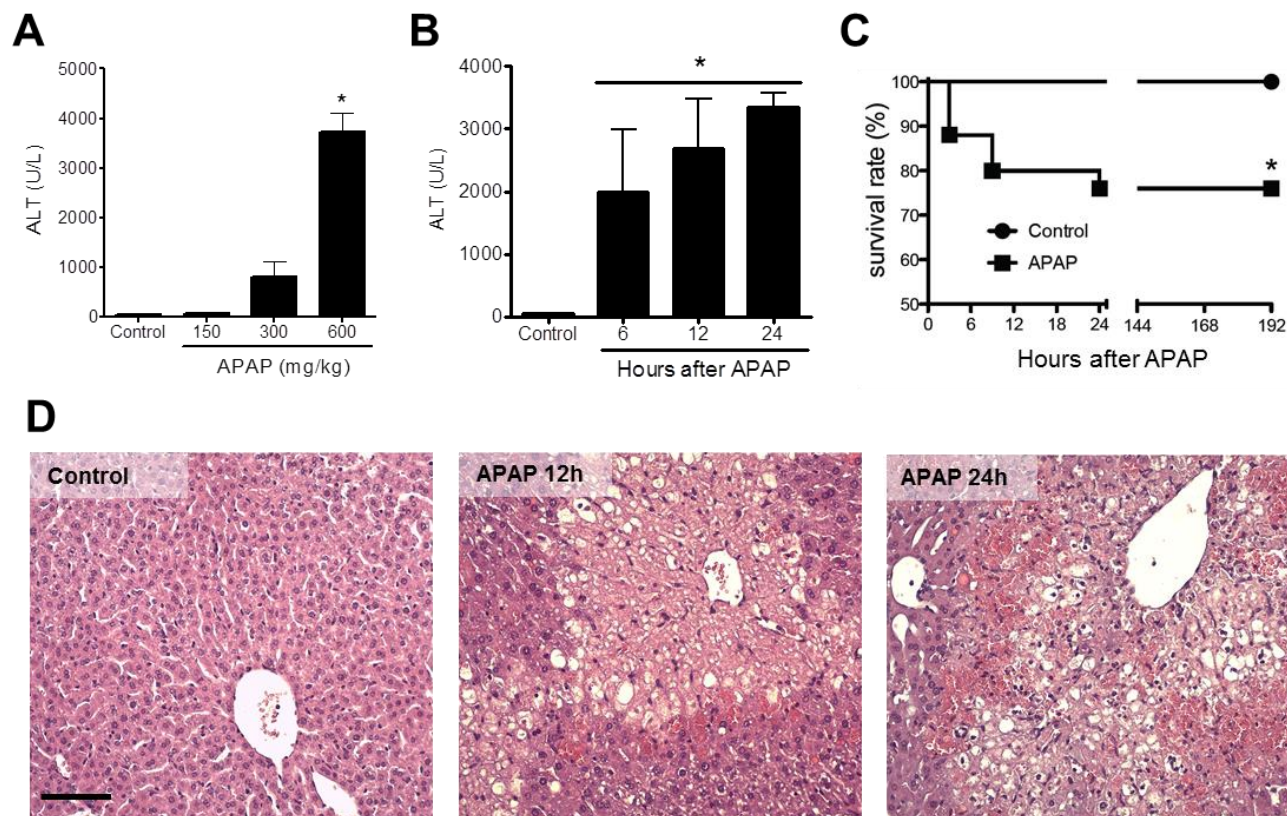 A
ALT (U/L)
5000
4000
3000
2000
1000
0
*
Control 150 300 600
APAP (mg/kg)
B
ALT (U/L)
4000
3000
2000
1000
0
*
Control 6 12 24
Hours after APAP
C
survival rate (%)
100
90
80
70
60
50
*
Control
APAP
0 6 12 18 24 144 168 192
Hours after APAP
D
Control
APAP 12h
APAP 24h